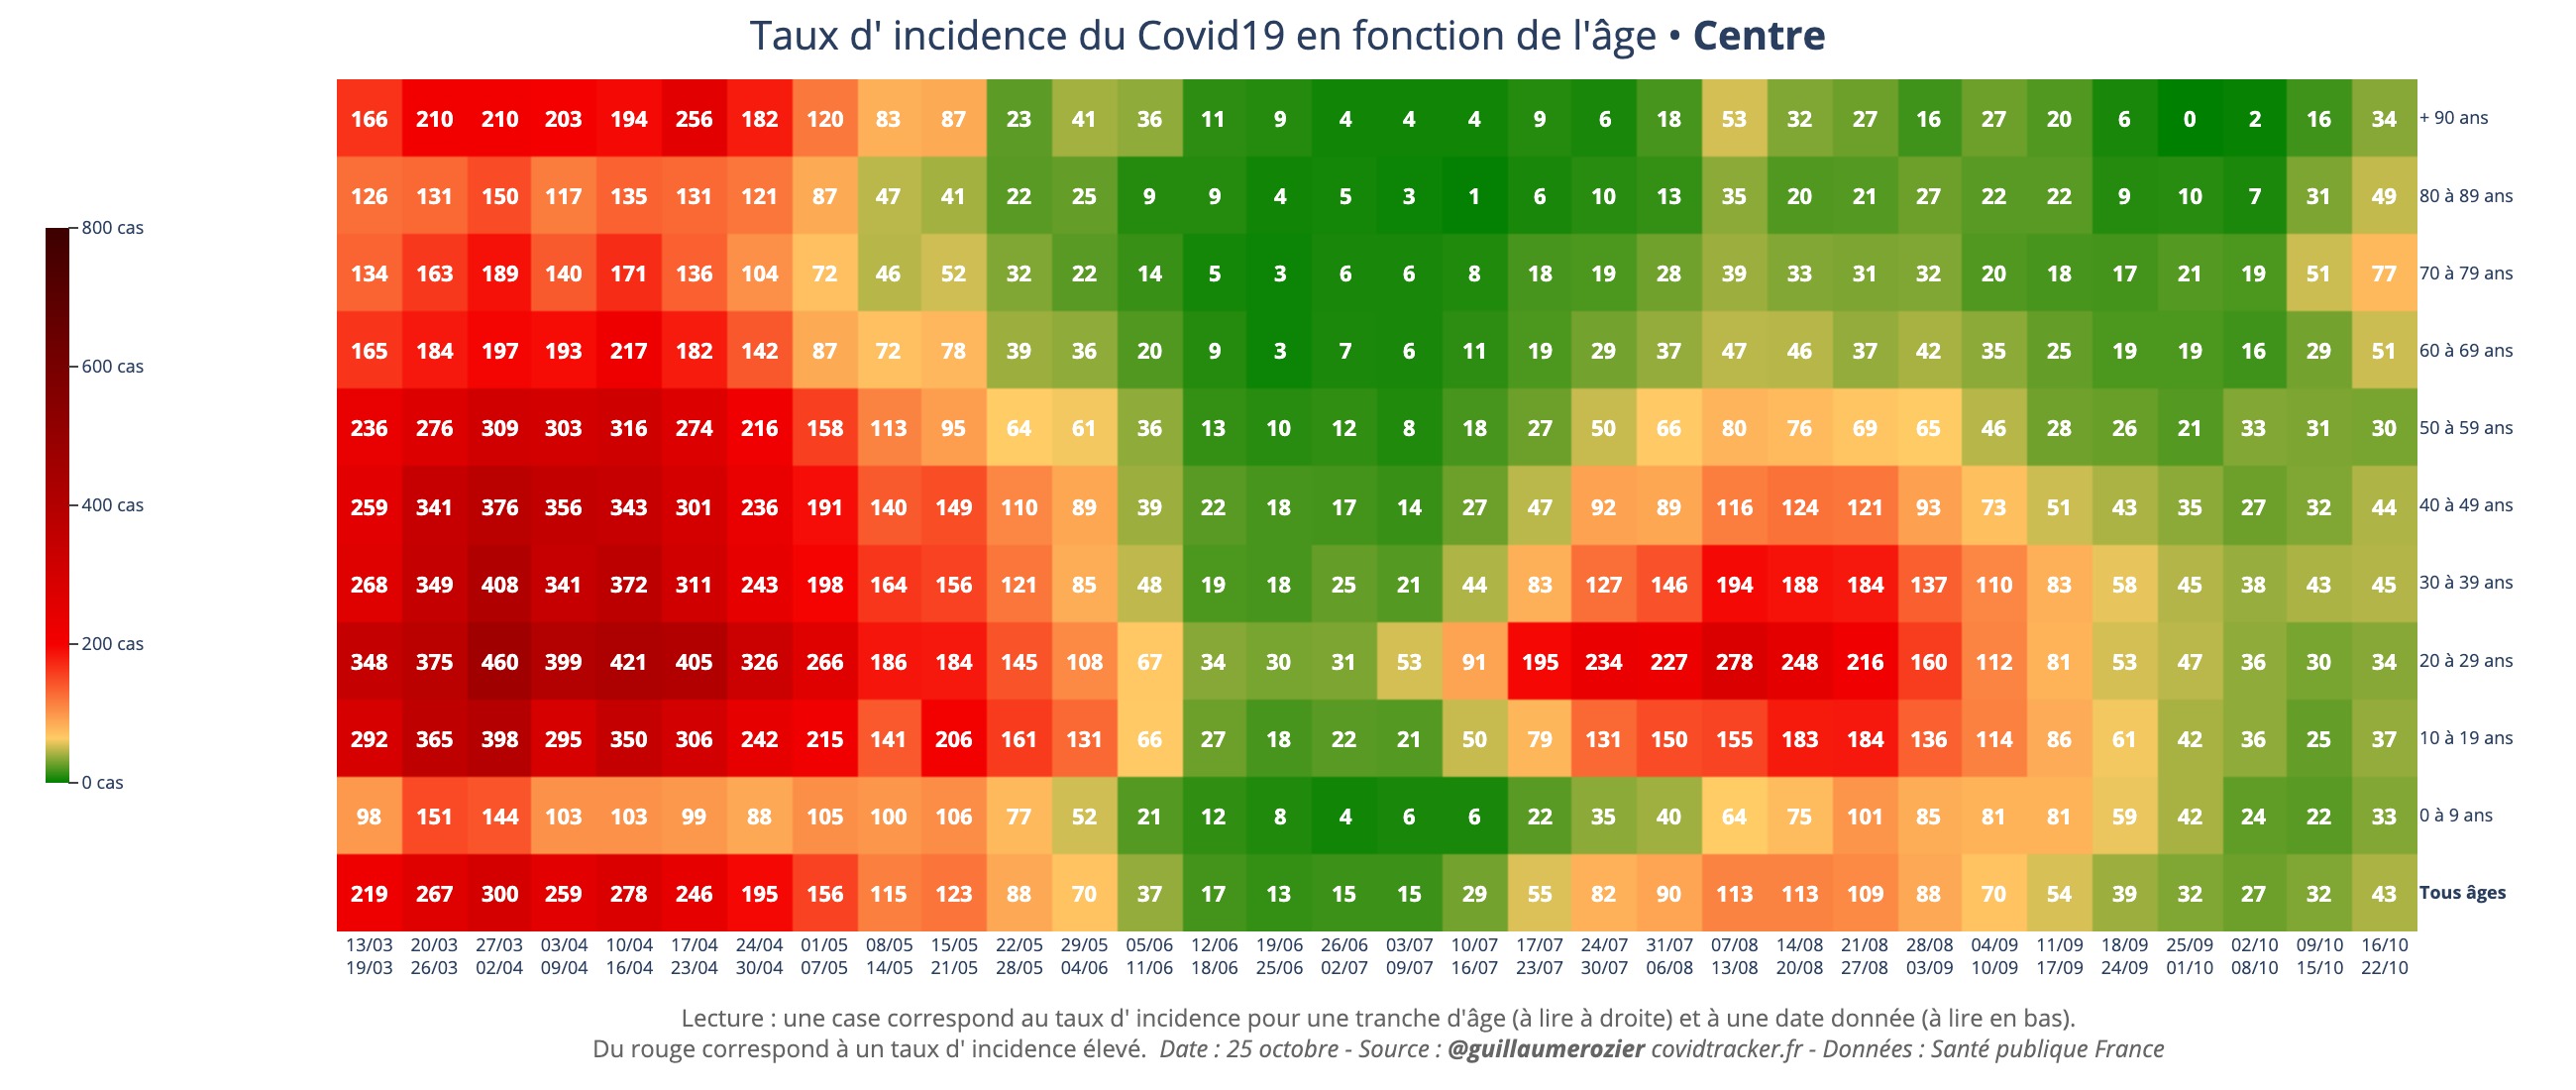 Taux d' incidence du Covid19 en fonction de l'âge • Centre
166 210 210 203 194 256 182 120 83 87 23 41 36 11 9 4 4 4 9 6 18 53 32 27 16 27 20 6 0 2 16 34 + 90 ans
126 131 150 117 135 131 121 87 47 41 22 25 9 9 4 5 3 1 6 10 13 35 20 21 27 22 22 9 10 7 31 49 80 à 89 ans
134 163 189 140 171 136 104 72 46 52 32 22 14 5 3 6 6 8 18 19 28 39 33 31 32 20 18 17 21 19 51 77 70 à 79 ans
165 184 197 193 217 182 142 87 72 78 39 36 20 9 3 7 6 11 19 29 37 47 46 37 42 35 25 19 19 16 29 51 60 à 69 ans
236 276 309 303 316 274 216 158 113 95 64 61 36 13 10 12 8 18 27 50 66 80 76 69 65 46 28 26 21 33 31 30 50 à 59 ans
259 341 376 356 343 301 236 191 140 149 110 89 39 22 18 17 14 27 47 92 89 116 124 121 93 73 51 43 35 27 32 44 40 à 49 ans
268 349 408 341 372 311 243 198 164 156 121 85 48 19 18 25 21 44 83 127 146 194 188 184 137 110 83 58 45 38 43 45 30 à 39 ans
348 375 460 399 421 405 326 266 186 184 145 108 67 34 30 31 53 91 195 234 227 278 248 216 160 112 81 53 47 36 30 34 20 à 29 ans
292 365 398 295 350 306 242 215 141 206 161 131 66 27 18 22 21 50 79 131 150 155 183 184 136 114 86 61 42 36 25 37 10 à 19 ans
98 151 144 103 103 99 88 105 100 106 77 52 21 12 8 4 6 6 22 35 40 64 75 101 85 81 81 59 42 24 22 33 0 à 9 ans
219 267 300 259 278 246 195 156 115 123 88 70 37 17 13 15 15 29 55 82 90 113 113 109 88 70 54 39 32 27 32 43 Tous âges
13/03 20/03 27/03 03/04 10/04 17/04 24/04 01/05 08/05 15/05 22/05 29/05 05/06 12/06 19/06 26/06 03/07 10/07 17/07 24/07 31/07 07/08 14/08 21/08 28/08 04/09 11/09 18/09 25/09 02/10 09/10 16/10
19/03 26/03 02/04 09/04 16/04 23/04 30/04 07/05 14/05 21/05 28/05 04/06 11/06 18/06 25/06 02/07 09/07 16/07 23/07 30/07 06/08 13/08 20/08 27/08 03/09 10/09 17/09 24/09 01/10 08/10 15/10 22/10
800 cas
600 cas
400 cas
200 cas
0 cas
Lecture : une case correspond au taux d' incidence pour une tranche d'âge (à lire à droite) et à une date donnée (à lire en bas).
Du rouge correspond à un taux d' incidence élevé. Date : 25 octobre - Source : @guillaumerozier covidtracker.fr - Données : Santé publique France